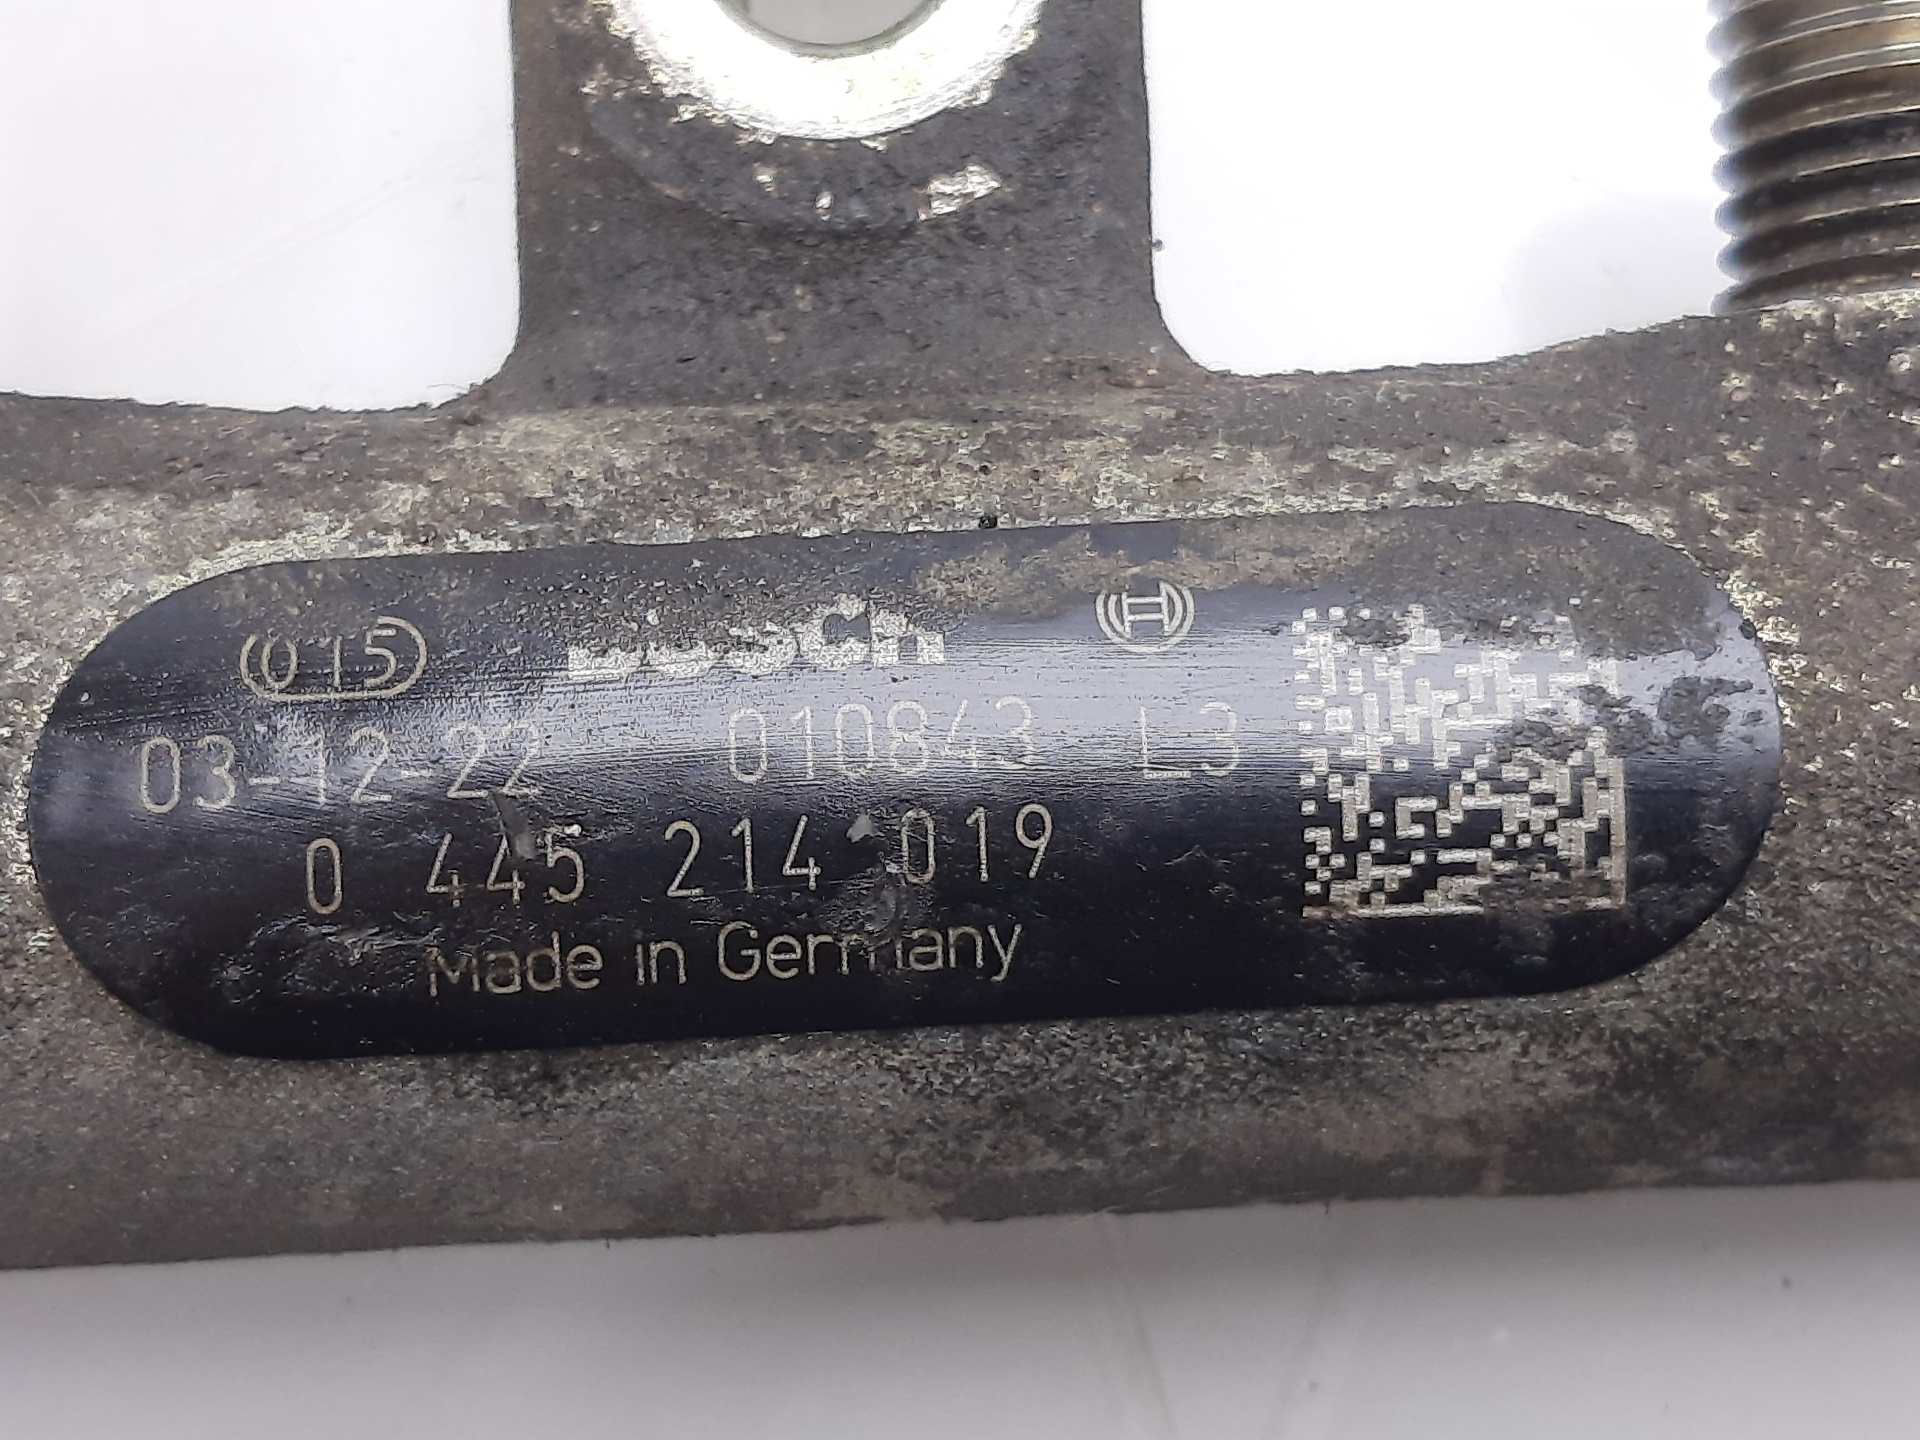 015 Bosch
03-12-22 010843 L3
0 445 214 019
Made in Germany